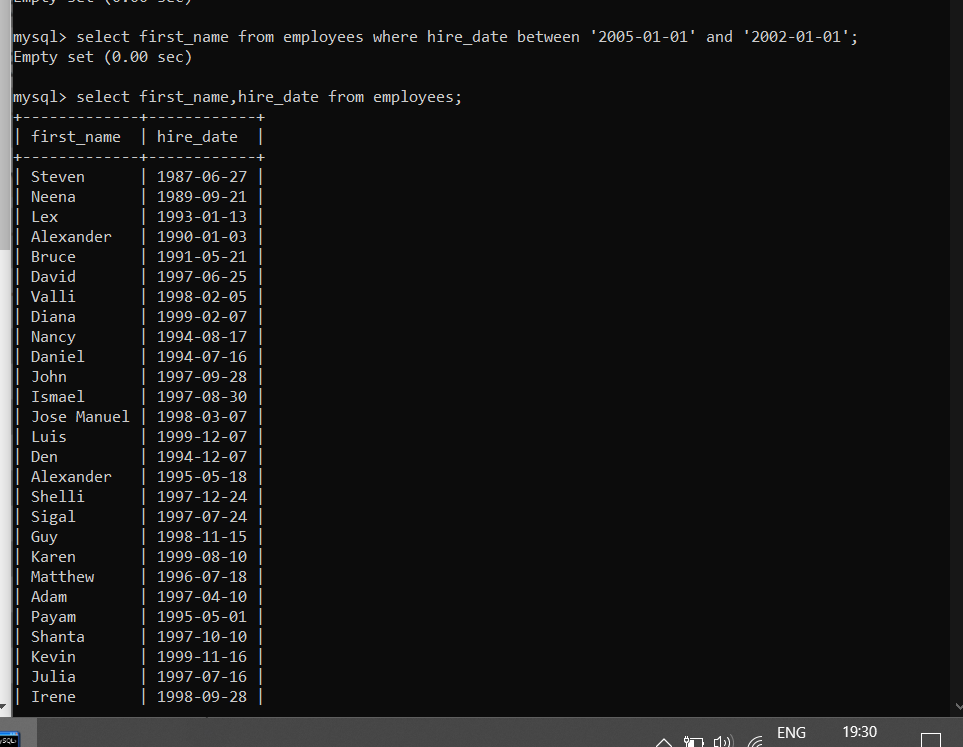 Empty set (0.00 sec)
mysql> select first_name from employees where hire_date between '2005-01-01' and '2002-01-01';
Empty set (0.00 sec)
mysql> select first_name,hire_date from employees;
+-------------+------------+
| first_name  | hire_date  |
+-------------+------------+
| Steven      | 1987-06-27 |
| Neena       | 1989-09-21 |
| Lex         | 1993-01-13 |
| Alexander   | 1990-01-03 |
| Bruce       | 1991-05-21 |
| David       | 1997-06-25 |
| Valli       | 1998-02-05 |
| Diana       | 1999-02-07 |
| Nancy       | 1994-08-17 |
| Daniel      | 1994-07-16 |
| John        | 1997-09-28 |
| Ismael      | 1997-08-30 |
| Jose Manuel | 1998-03-07 |
| Luis        | 1999-12-07 |
| Den         | 1994-12-07 |
| Alexander   | 1995-05-18 |
| Shelli      | 1997-12-24 |
| Sigal       | 1997-07-24 |
| Guy         | 1998-11-15 |
| Karen       | 1999-08-10 |
| Matthew     | 1996-07-18 |
| Adam        | 1997-04-10 |
| Payam       | 1995-05-01 |
| Shanta      | 1997-10-10 |
| Kevin       | 1999-11-16 |
| Julia       | 1997-07-16 |
| Irene       | 1998-09-28 |
ENG 19:30